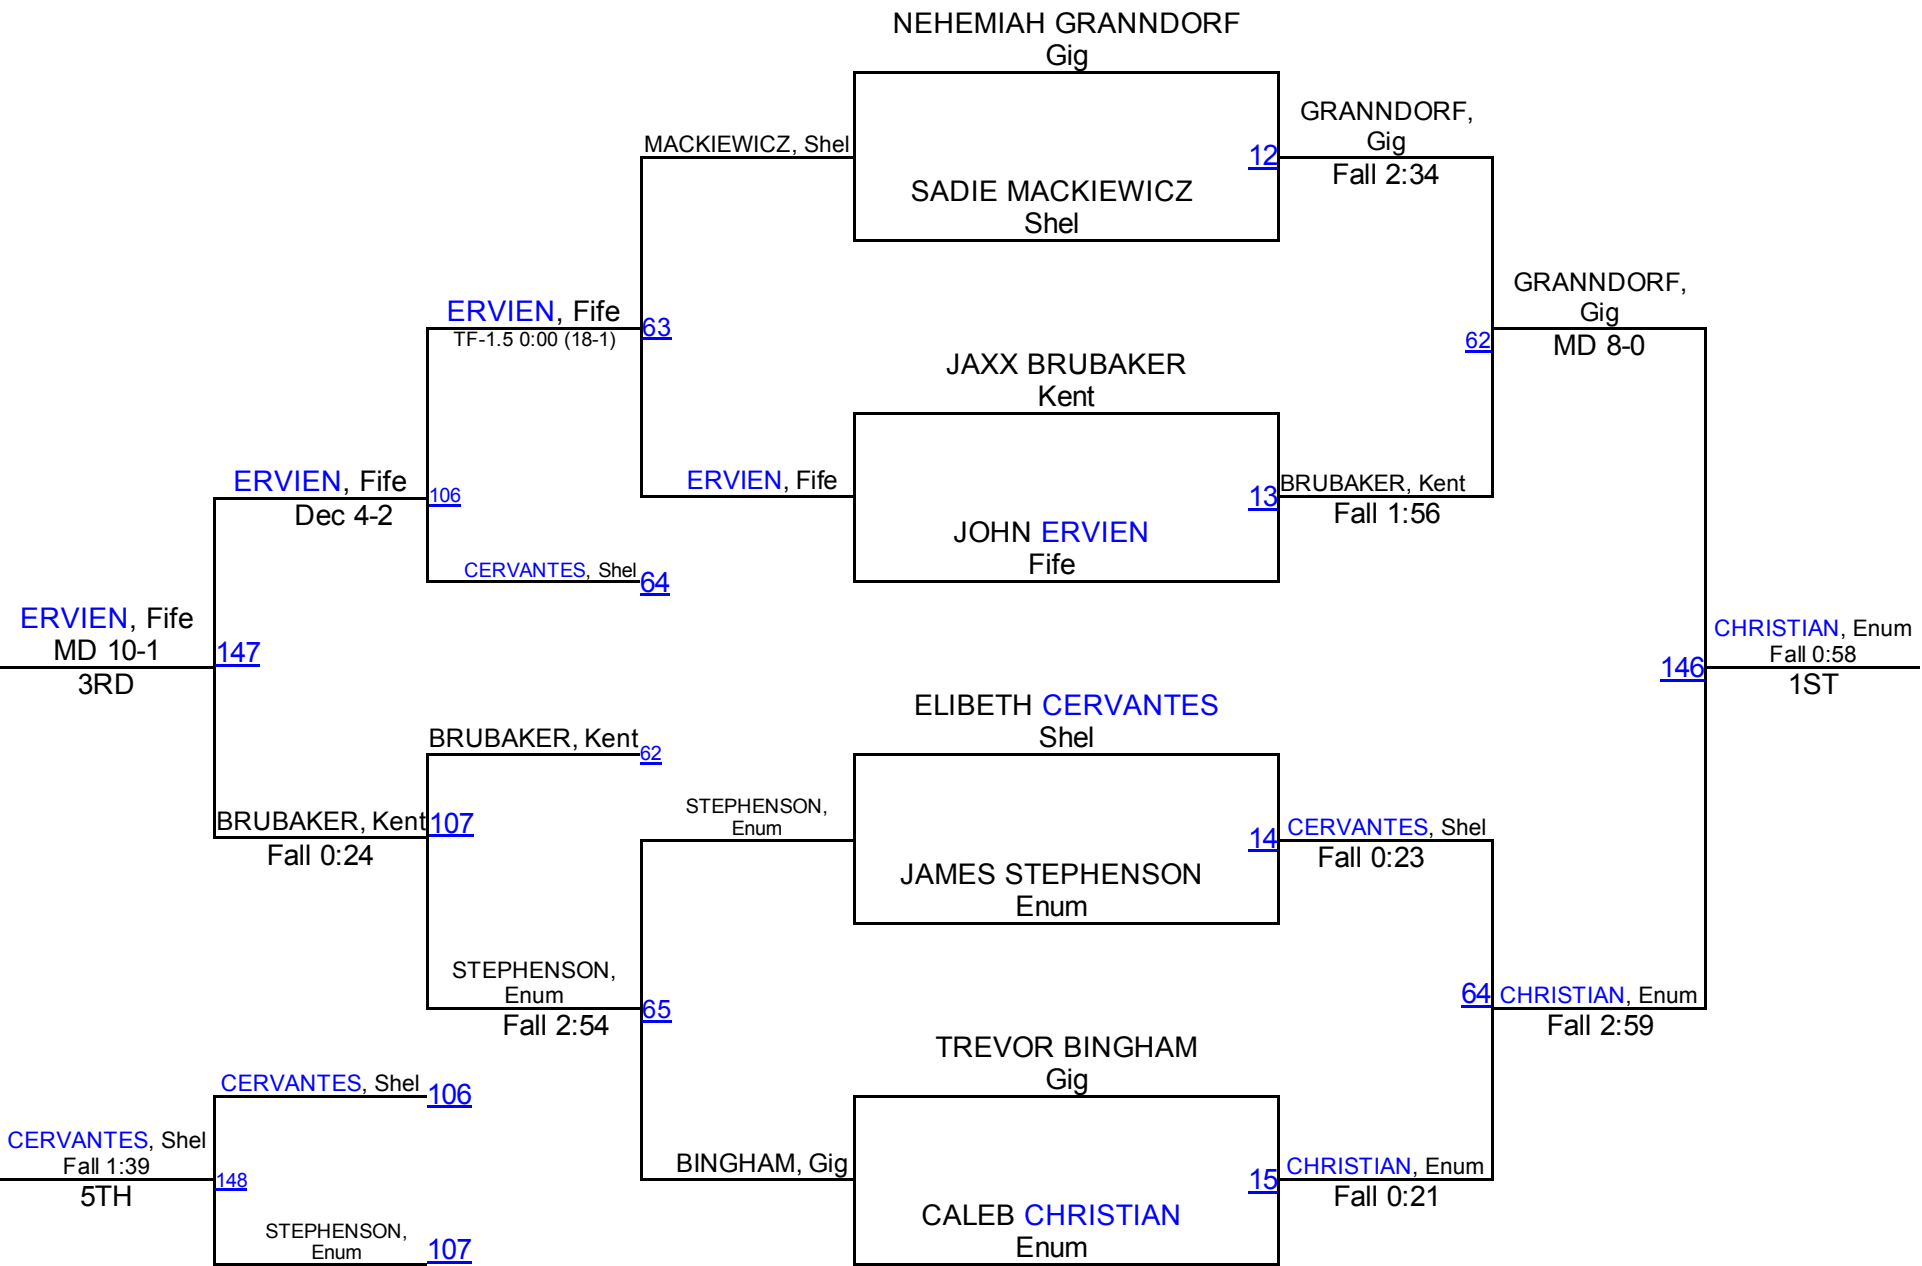 NEHEMIAH GRANNDORF
Gig
GRANNDORF,
Gig
Fall 2:34
MACKIEWICZ, Shel
12
SADIE MACKIEWICZ
Shel
GRANNDORF,
Gig
MD 8-0
ERVIEN, Fife
TF-1.5 0:00 (18-1)
63
62
JAXX BRUBAKER
Kent
ERVIEN, Fife
Dec 4-2
106
ERVIEN, Fife
13
BRUBAKER, Kent
Fall 1:56
JOHN ERVIEN
Fife
CERVANTES, Shel
64
ERVIEN, Fife
MD 10-1
3RD
147
CHRISTIAN, Enum
Fall 0:58
1ST
146
ELIBETH CERVANTES
Shel
BRUBAKER, Kent
62
STEPHENSON,
Enum
BRUBAKER, Kent
Fall 0:24
107
14
CERVANTES, Shel
Fall 0:23
JAMES STEPHENSON
Enum
STEPHENSON,
Enum
Fall 2:54
65
64
CHRISTIAN, Enum
Fall 2:59
TREVOR BINGHAM
Gig
CERVANTES, Shel
106
CERVANTES, Shel
Fall 1:39
5TH
148
BINGHAM, Gig
15
CHRISTIAN, Enum
Fall 0:21
CALEB CHRISTIAN
Enum
STEPHENSON,
Enum
107